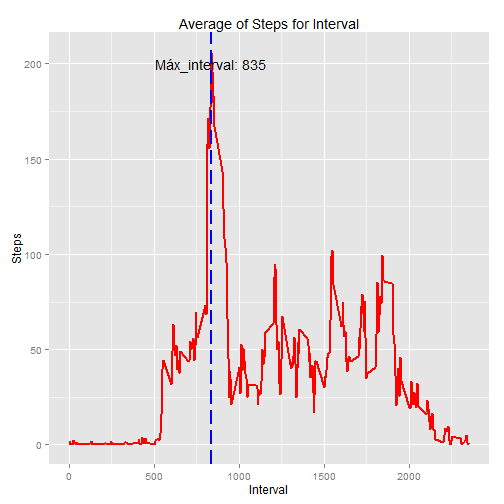 Average of Steps for Interval
Máx_interval: 835
Steps
200
150
100
50
0
0 500 1000 1500 2000
Interval